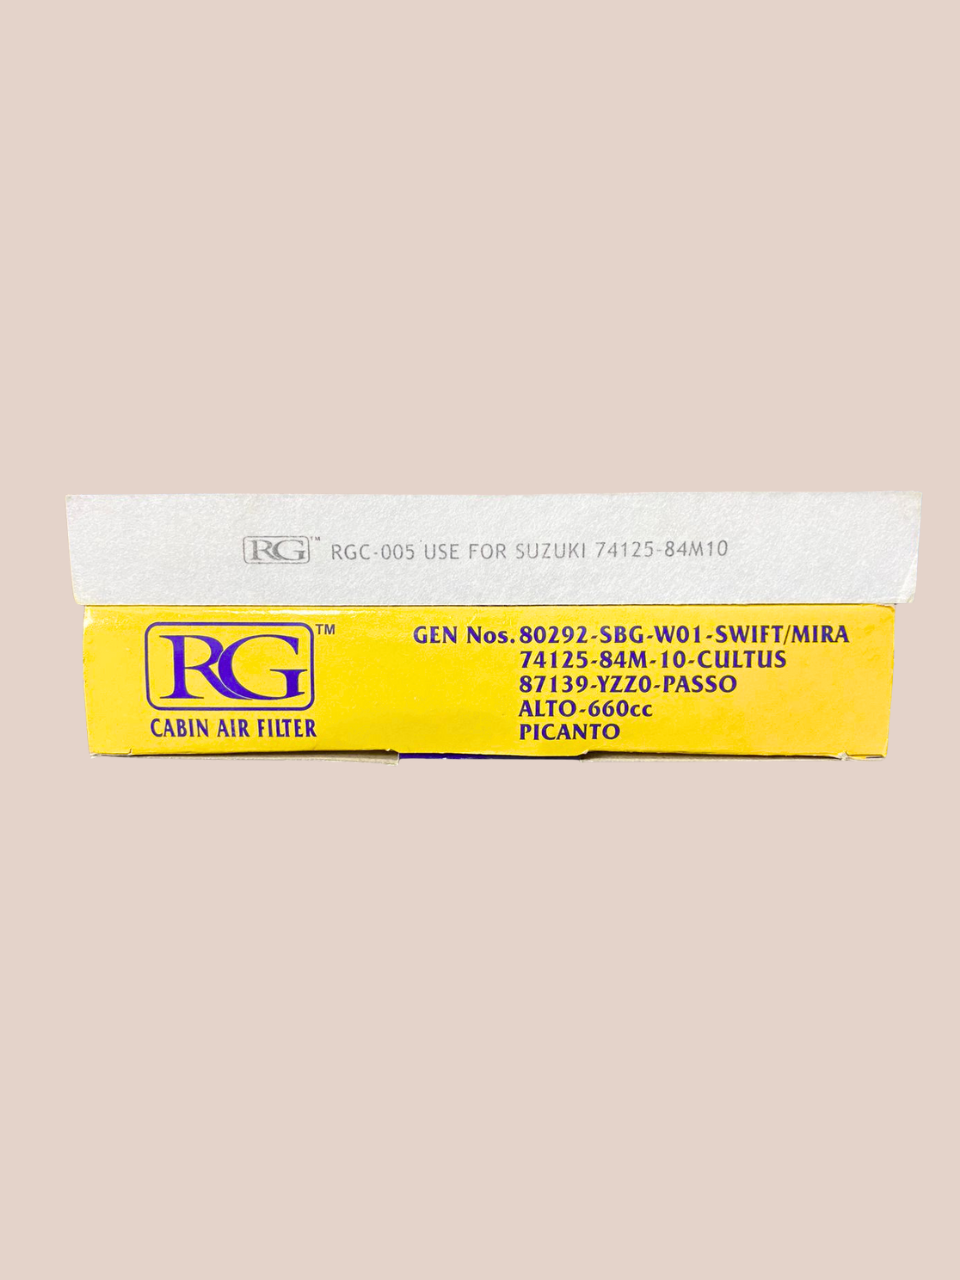 RG™ RGC-005 USE FOR SUZUKI 74125-84M10
RG™
CABIN AIR FILTER
GEN Nos. 80292-SBG-W01-SWIFT/MIRA
74125-84M-10-CULTUS
87139-YZZ0-PASSO
ALTO-660cc
PICANTO